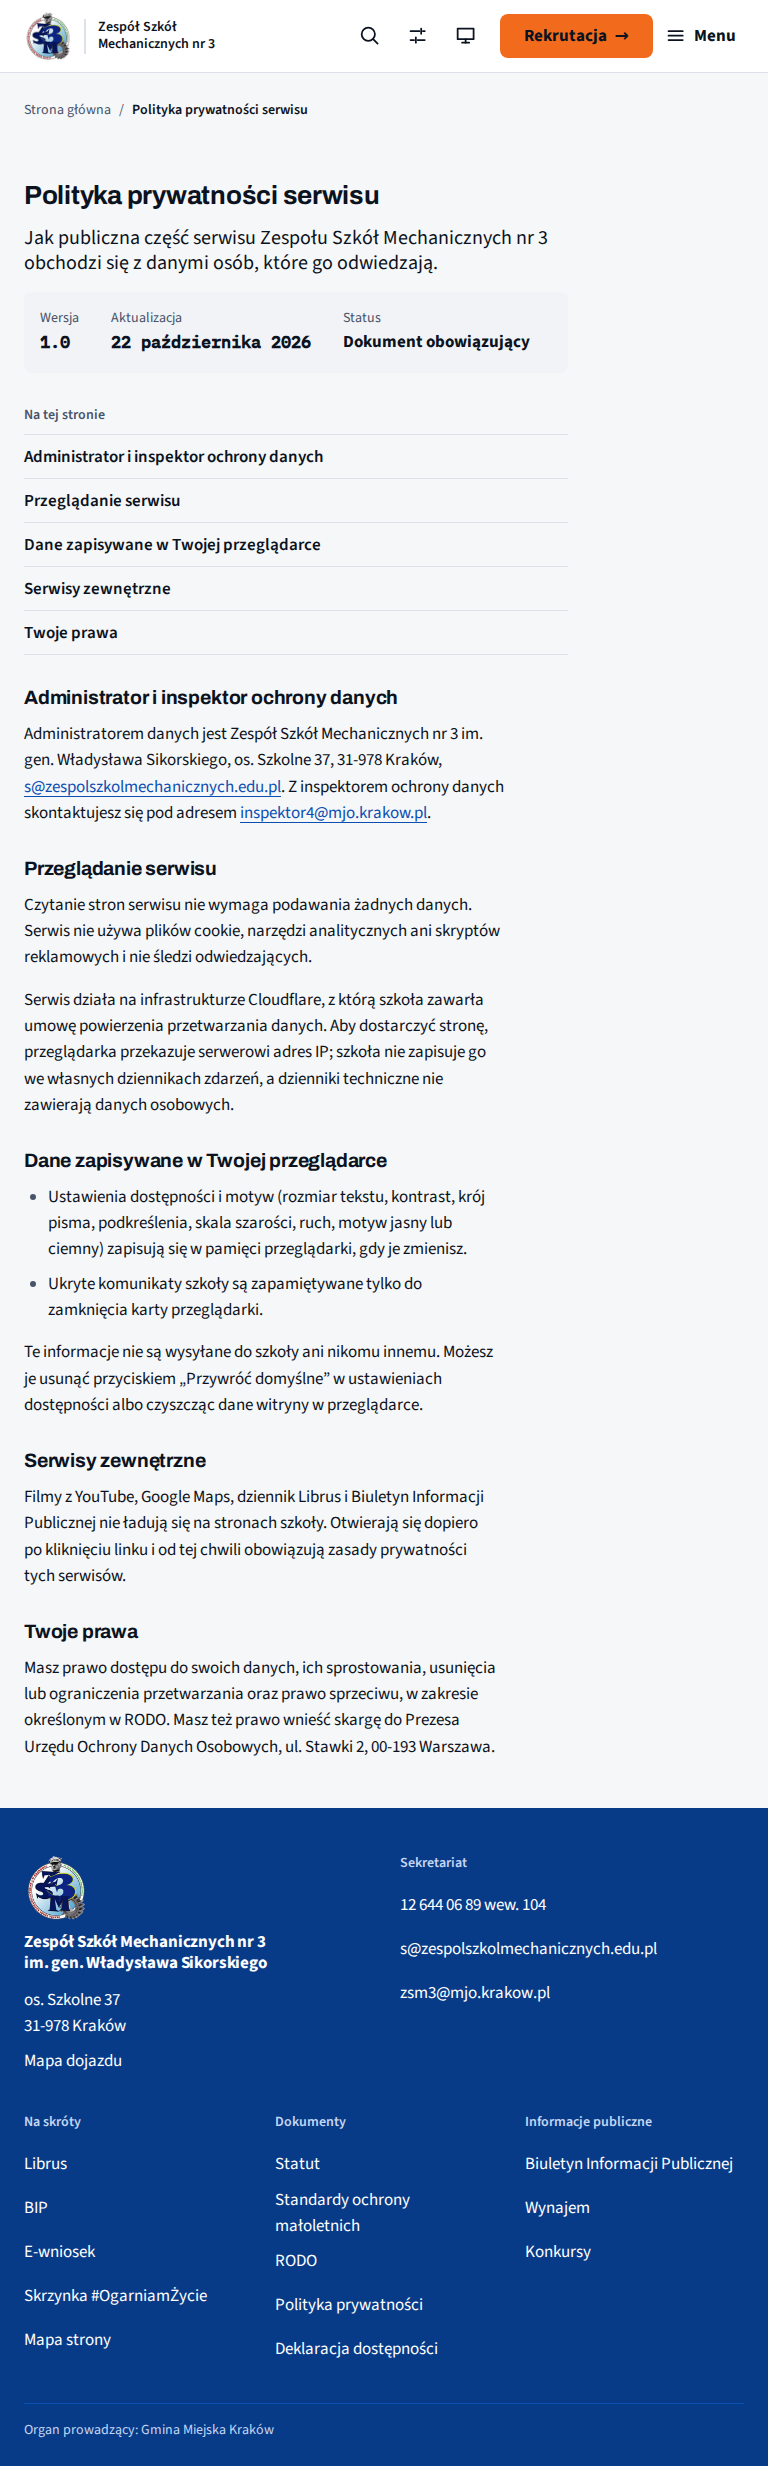 Zespół Szkół
Mechanicznych nr 3
Rekrutacja →
Menu
Strona główna / Polityka prywatności serwisu
Polityka prywatności serwisu
Jak publiczna część serwisu Zespołu Szkół Mechanicznych nr 3
obchodzi się z danymi osób, które go odwiedzają.
Wersja
1.0
Aktualizacja
22 października 2026
Status
Dokument obowiązujący
Na tej stronie
Administrator i inspektor ochrony danych
Przeglądanie serwisu
Dane zapisywane w Twojej przeglądarce
Serwisy zewnętrzne
Twoje prawa
Administrator i inspektor ochrony danych
Administratorem danych jest Zespół Szkół Mechanicznych nr 3 im.
gen. Władysława Sikorskiego, os. Szkolne 37, 31-978 Kraków,
s@zespolszkolmechanicznych.edu.pl. Z inspektorem ochrony danych
skontaktujesz się pod adresem inspektor4@mjo.krakow.pl.
Przeglądanie serwisu
Czytanie stron serwisu nie wymaga podawania żadnych danych.
Serwis nie używa plików cookie, narzędzi analitycznych ani skryptów
reklamowych i nie śledzi odwiedzających.
Serwis działa na infrastrukturze Cloudflare, z którą szkoła zawarła
umowę powierzenia przetwarzania danych. Aby dostarczyć stronę,
przeglądarka przekazuje serwerowi adres IP; szkoła nie zapisuje go
we własnych dziennikach zdarzeń, a dzienniki techniczne nie
zawierają danych osobowych.
Dane zapisywane w Twojej przeglądarce
• Ustawienia dostępności i motyw (rozmiar tekstu, kontrast, krój
pisma, podkreślenia, skala szarości, ruch, motyw jasny lub
ciemny) zapisują się w pamięci przeglądarki, gdy je zmienisz.
• Ukryte komunikaty szkoły są zapamiętywane tylko do
zamknięcia karty przeglądarki.
Te informacje nie są wysyłane do szkoły ani nikomu innemu. Możesz
je usunąć przyciskiem „Przywróć domyślne” w ustawieniach
dostępności albo czyszcząc dane witryny w przeglądarce.
Serwisy zewnętrzne
Filmy z YouTube, Google Maps, dziennik Librus i Biuletyn Informacji
Publicznej nie ładują się na stronach szkoły. Otwierają się dopiero
po kliknięciu linku i od tej chwili obowiązują zasady prywatności
tych serwisów.
Twoje prawa
Masz prawo dostępu do swoich danych, ich sprostowania, usunięcia
lub ograniczenia przetwarzania oraz prawo sprzeciwu, w zakresie
określonym w RODO. Masz też prawo wnieść skargę do Prezesa
Urzędu Ochrony Danych Osobowych, ul. Stawki 2, 00-193 Warszawa.
Zespół Szkół Mechanicznych nr 3
im. gen. Władysława Sikorskiego
os. Szkolne 37
31-978 Kraków
Mapa dojazdu
Sekretariat
12 644 06 89 wew. 104
s@zespolszkolmechanicznych.edu.pl
zsm3@mjo.krakow.pl
Na skróty
Librus
BIP
E-wniosek
Skrzynka #OgarniamŻycie
Mapa strony
Dokumenty
Statut
Standardy ochrony
małoletnich
RODO
Polityka prywatności
Deklaracja dostępności
Informacje publiczne
Biuletyn Informacji Publicznej
Wynajem
Konkursy
Organ prowadzący: Gmina Miejska Kraków